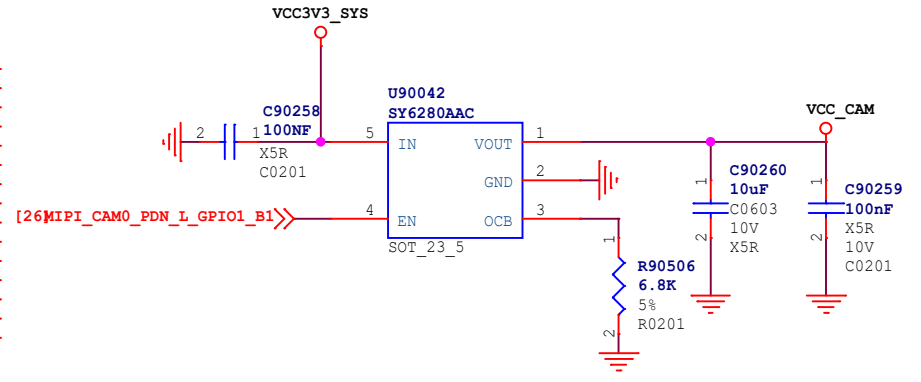 VCC3V3_SYS
U90042
SY6280AAC
C90258
100NF
2
1
X5R
C0201
5
IN
VOUT
1
VCC_CAM
GND
2
[26]MIPI_CAM0_PDN_L_GPIO1_B1
4
EN
OCB
3
SOT_23_5
1
R90506
6.8K
5%
R0201
2
1
C90260
10uF
C0603
10V
X5R
2
1
C90259
100nF
X5R
10V
C0201
2